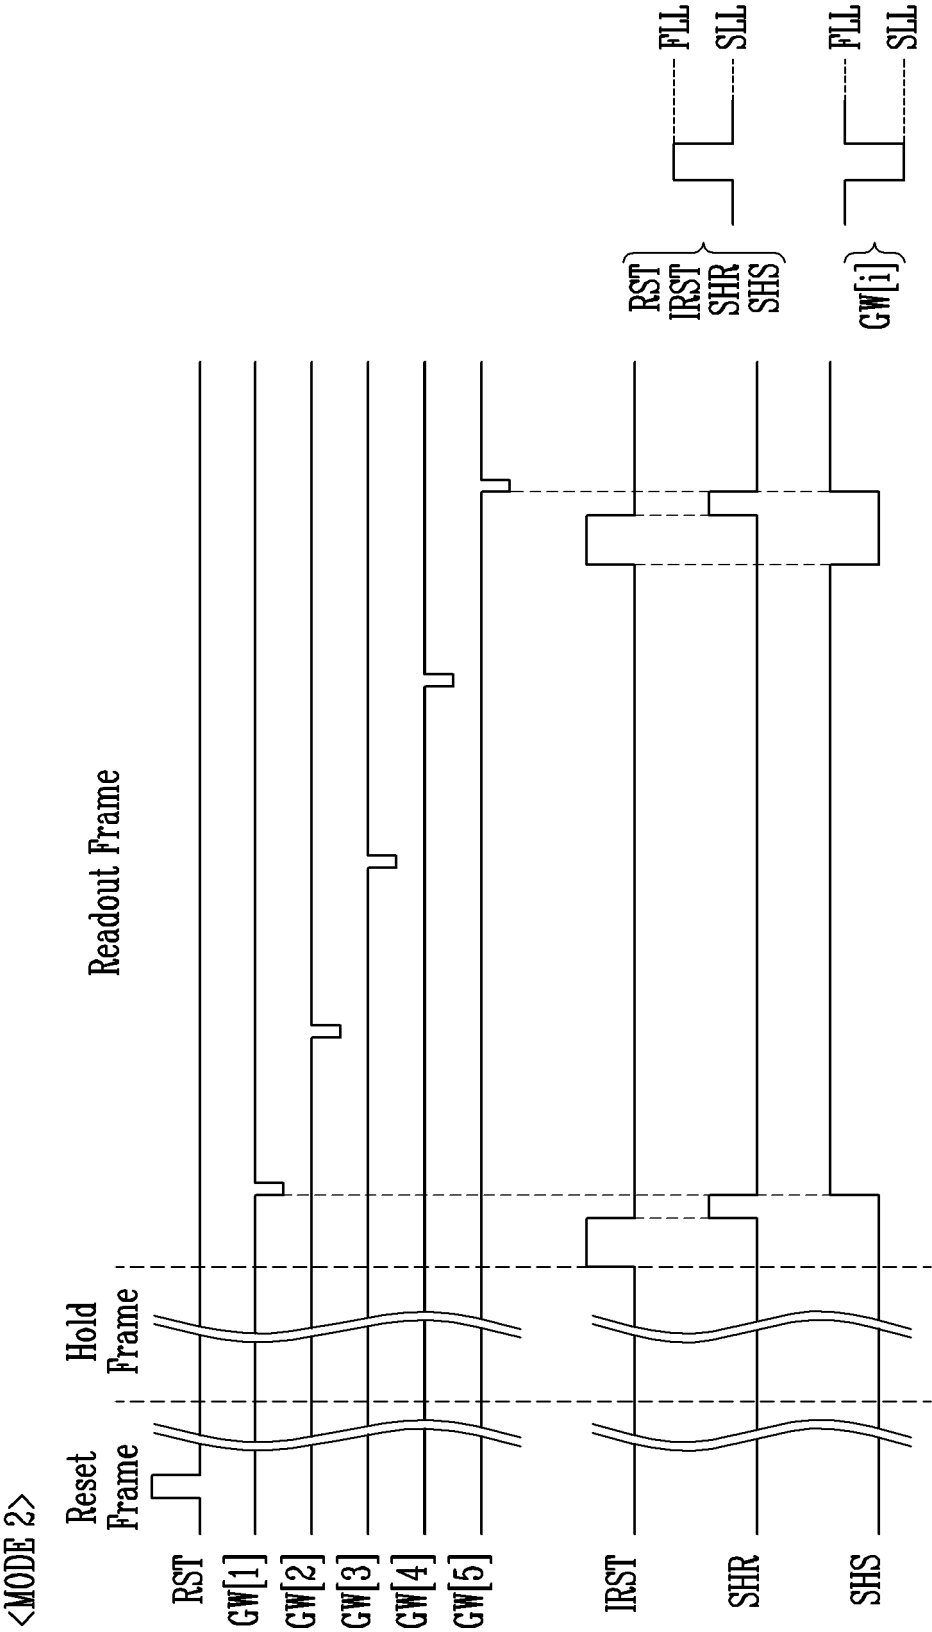 <MODE 2>
Reset
Frame
Hold
Frame
Readout Frame
RST
GW[1]
GW[2]
GW[3]
GW[4]
GW[5]
IRST
SHR
SHS
RST
IRST
SHR
SHS
FLL
SLL
GW[i]
FLL
SLL